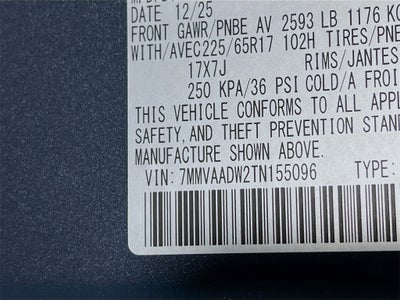 DATE 12/25
FRONT GAWR/PNBE AV 2593 LB 1176 KG
WITH/AVEC225/65R17 102H TIRES/PNE
17X7J RIMS/JANTES
250 KPA/36 PSI COLD/A FROI
THIS VEHICLE CONFORMS TO ALL APPL
SAFETY,AND THEFT PREVENTION STAN
MANUFACTURE SHOWN ABOVE.
VIN: 7MMVAADW2TN155096 TYPE: